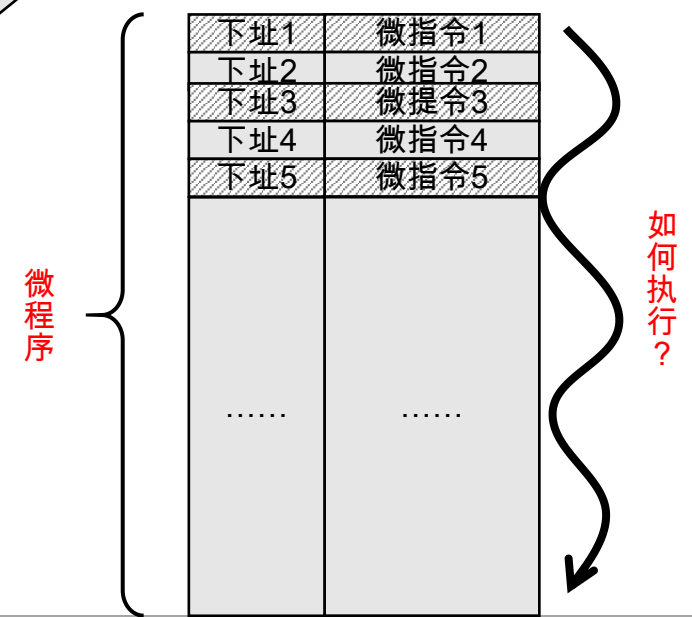 下址1 微指令1
下址2 微指令2
下址3 微提令3
下址4 微指令4
下址5 微指令5
微程序
如何执行?
…… ……